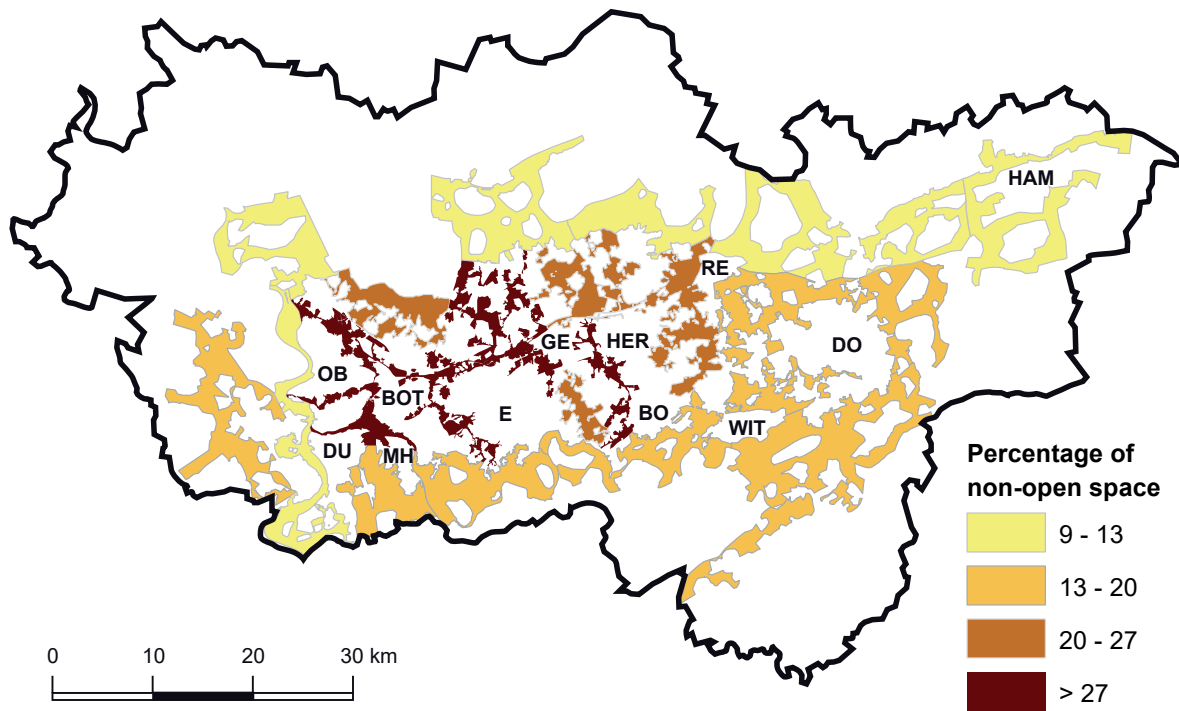 HAM
RE
GE
HER
DO
OB
BOT
E
BO
WIT
DU
MH
Percentage of
non-open space
9 - 13
13 - 20
20 - 27
> 27
0 10 20 30 km